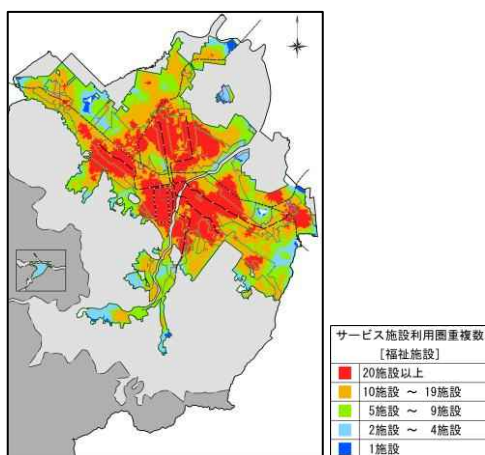 サービス施設利用圏重複数
[福祉施設]
20施設以上
10施設 ～ 19施設
5施設 ～ 9施設
2施設 ～ 4施設
1施設